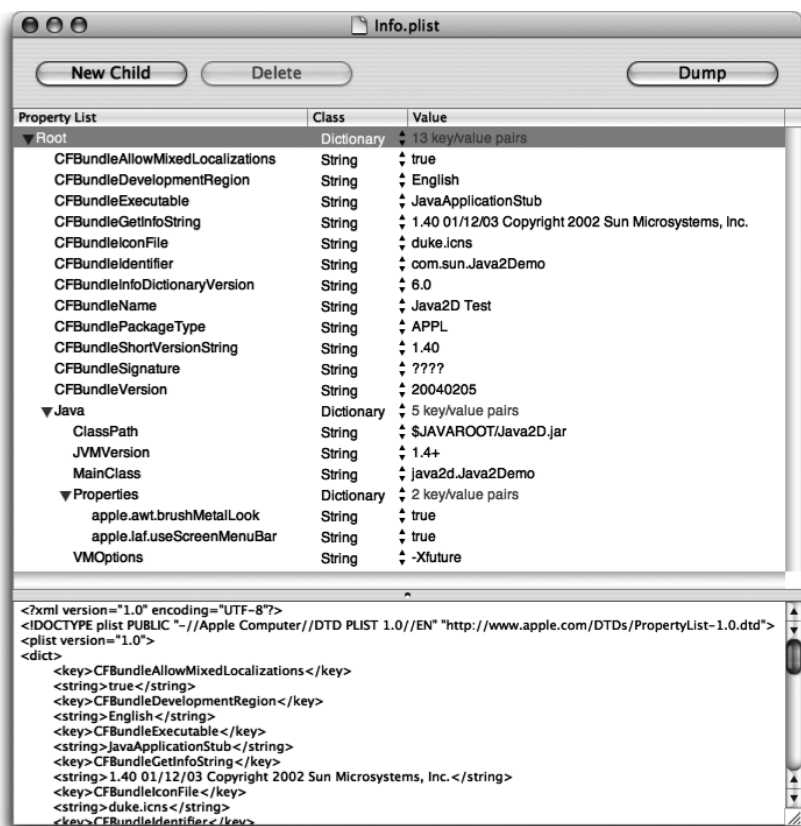 Info.plist
New Child Delete Dump
Property List Class Value
Root Dictionary 13 key/value pairs
CFBundleAllowMixedLocalizations String true
CFBundleDevelopmentRegion String English
CFBundleExecutable String JavaApplicationStub
CFBundleGetInfoString String 1.40 01/12/03 Copyright 2002 Sun Microsystems, Inc.
CFBundleIconFile String duke.icns
CFBundleIdentifier String com.sun.Java2Demo
CFBundleInfoDictionaryVersion String 6.0
CFBundleName String Java2D Test
CFBundlePackageType String APPL
CFBundleShortVersionString String 1.40
CFBundleSignature String ????
CFBundleVersion String 20040205
Java Dictionary 5 key/value pairs
ClassPath String $JAVAROOT/Java2D.jar
JVMVersion String 1.4+
MainClass String java2d.Java2Demo
Properties Dictionary 2 key/value pairs
apple.awt.brushMetalLook String true
apple.laf.useScreenMenuBar String true
VMOptions String -Xfuture
<?xml version="1.0" encoding="UTF-8"?>
<!DOCTYPE plist PUBLIC "-//Apple Computer//DTD PLIST 1.0//EN" "http://www.apple.com/DTDs/PropertyList-1.0.dtd">
<plist version="1.0">
<dict>
<key>CFBundleAllowMixedLocalizations</key>
<string>true</string>
<key>CFBundleDevelopmentRegion</key>
<string>English</string>
<key>CFBundleExecutable</key>
<string>JavaApplicationStub</string>
<key>CFBundleGetInfoString</key>
<string>1.40 01/12/03 Copyright 2002 Sun Microsystems, Inc.</string>
<key>CFBundleIconFile</key>
<string>duke.icns</string>
<key>CFBundleIdentifier</key>